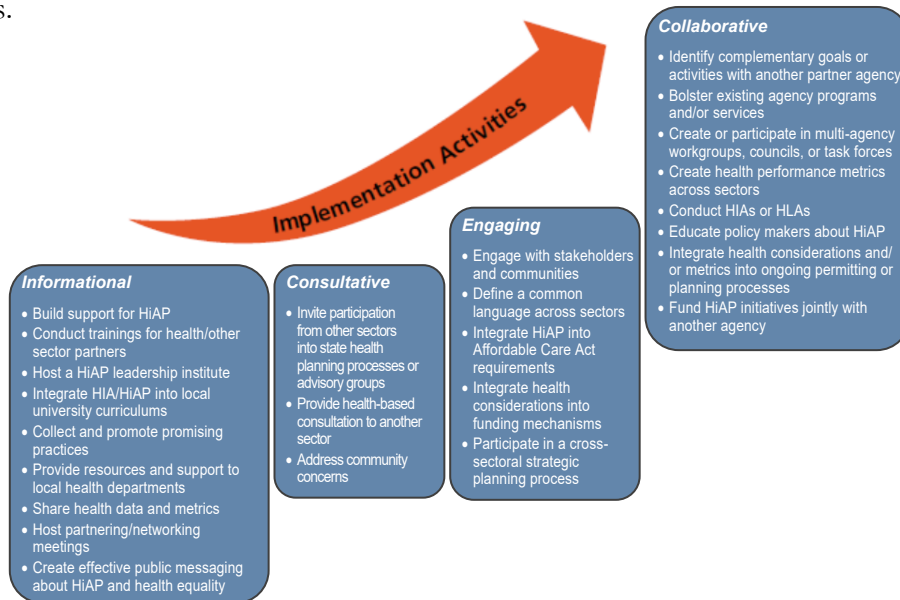 s.
Implementation Activities
Informational
• Build support for HiAP
• Conduct trainings for health/other
sector partners
• Host a HiAP leadership institute
• Integrate HIA/HiAP into local
university curriculums
• Collect and promote promising
practices
• Provide resources and support to
local health departments
• Share health data and metrics
• Host partnering/networking
meetings
• Create effective public messaging
about HiAP and health equality
Consultative
• Invite participation
from other sectors
into state health
planning processes or
advisory groups
• Provide health-based
consultation to another
sector
• Address community
concerns
Engaging
• Engage with stakeholders
and communities
• Define a common
language across sectors
• Integrate HiAP into
Affordable Care Act
requirements
• Integrate health
considerations into
funding mechanisms
• Participate in a cross-
sectoral strategic
planning process
Collaborative
• Identify complementary goals or
activities with another partner agency
• Bolster existing agency programs
and/or services
• Create or participate in multi-agency
workgroups, councils, or task forces
• Create health performance metrics
across sectors
• Conduct HIAs or HLAs
• Educate policy makers about HiAP
• Integrate health considerations and/
or metrics into ongoing permitting or
planning processes
• Fund HiAP initiatives jointly with
another agency